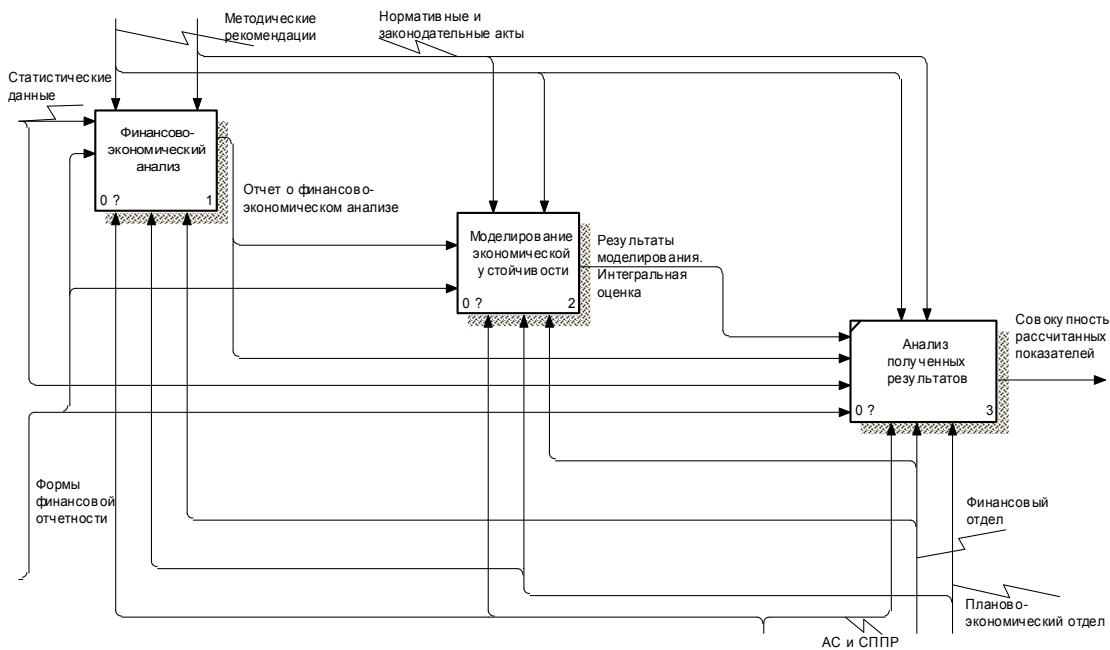 Методические
рекомендации
Нормативные и
законодательные акты
Статистические
данные
Финансово-
экономический
анализ
0 ?
1
Отчет о финансово-
экономическом анализе
Моделирование
экономической
устойчивости
0 ?
2
Результаты
моделирования.
Интегральная
оценка
Анализ
полученных
результатов
0 ?
3
Совокупность
рассчитанных
показателей
Формы
финансовой
отчетности
Финансовый
отдел
Планово-
экономический отдел
АС и СППР